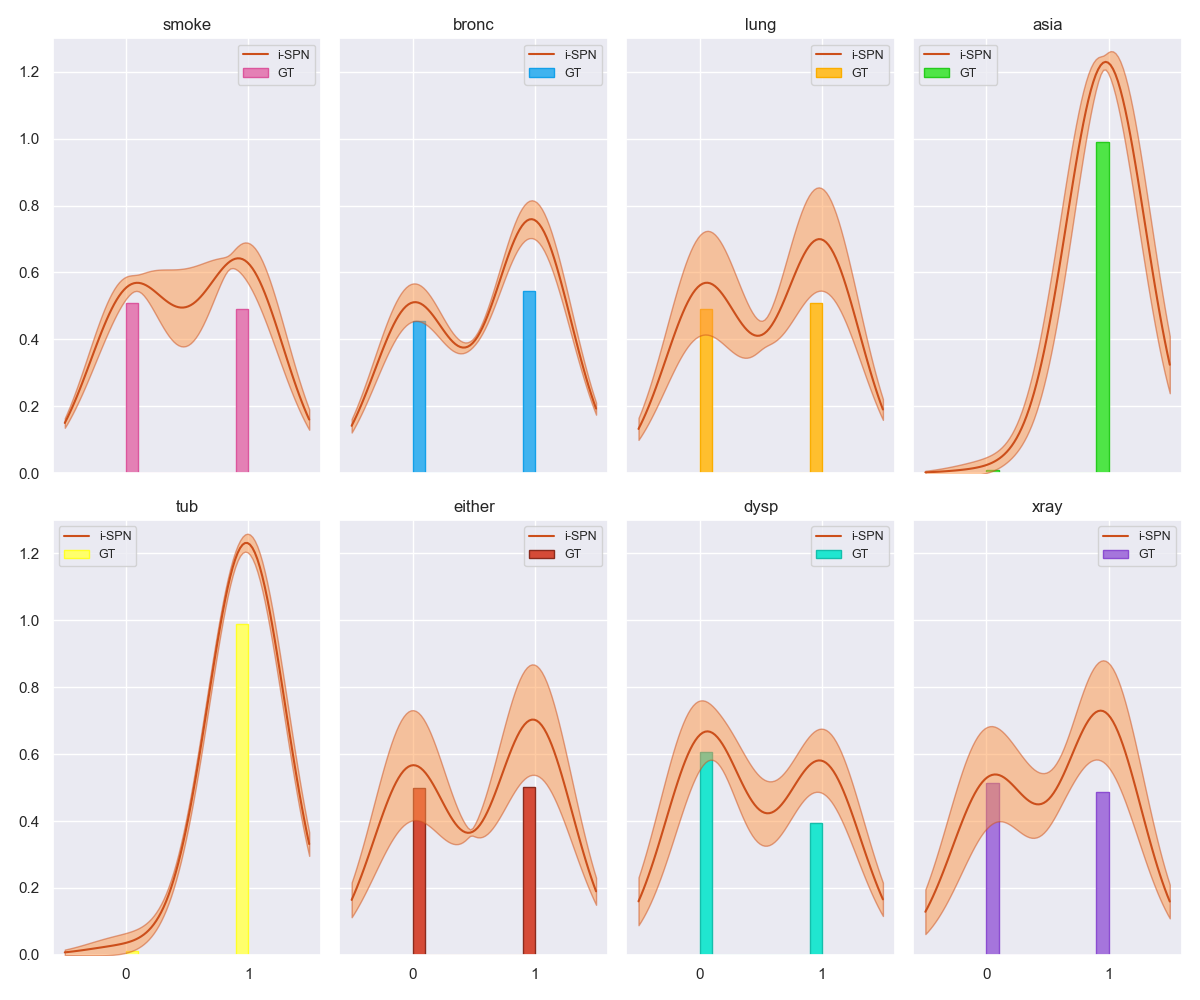 smoke bronc lung asia
i-SPN i-SPN i-SPN i-SPN
GT GT GT GT
1.2
1.0
0.8
0.6
0.4
0.2
0.0
tub either dysp xray
i-SPN i-SPN i-SPN i-SPN
GT GT GT GT
1.2
1.0
0.8
0.6
0.4
0.2
0.0
0 1 0 1 0 1 0 1